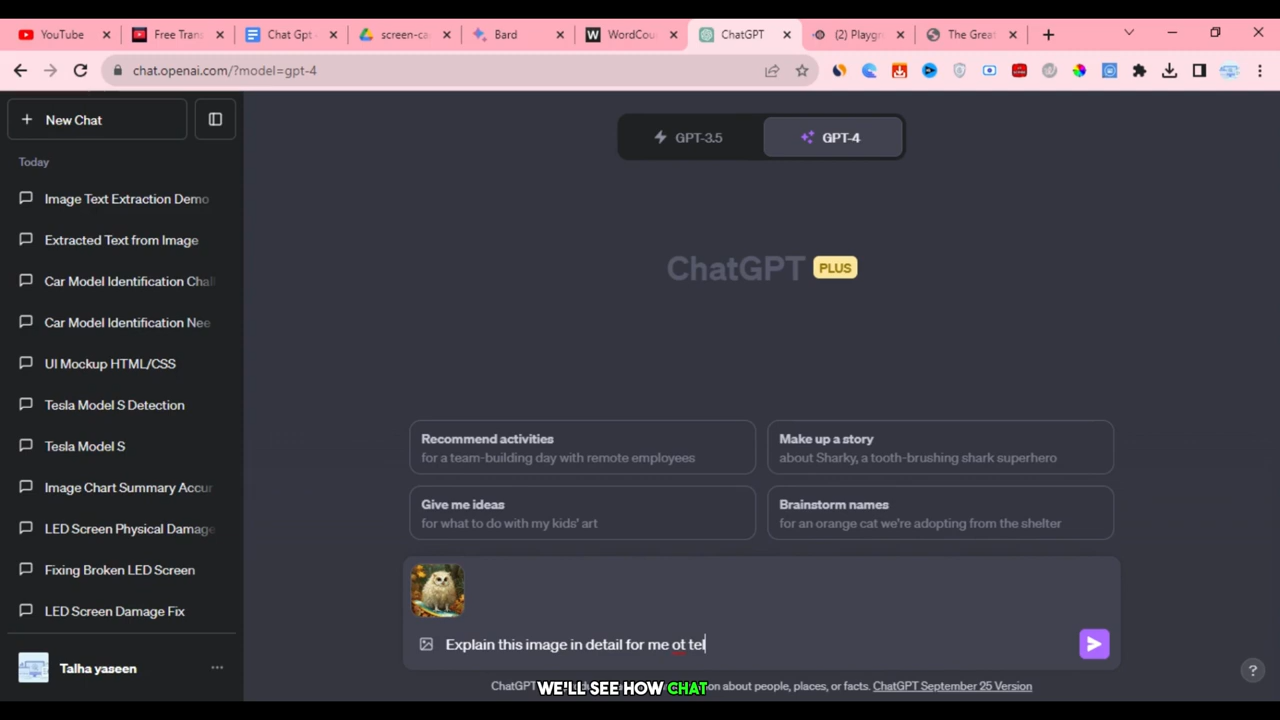 YouTube
Free Trans
Chat Gpt -
screen-ca
Bard
WordCou
ChatGPT
(2) Playgr
The Great
chat.openai.com/?model=gpt-4
New Chat
GPT-3.5
GPT-4
Today
Image Text Extraction Demo
Extracted Text from Image
Car Model Identification Chal
Car Model Identification Nee
UI Mockup HTML/CSS
Tesla Model S Detection
Tesla Model S
Image Chart Summary Accur
LED Screen Physical Damage
Fixing Broken LED Screen
LED Screen Damage Fix
Talha yaseen
ChatGPT PLUS
Recommend activities
for a team-building day with remote employees
Make up a story
about Sharky, a tooth-brushing shark superhero
Give me ideas
for what to do with my kids' art
Brainstorm names
for an orange cat we're adopting from the shelter
Explain this image in detail for me ot tel
WE'LL SEE HOW CHAT
ChatGPT on about people, places, or facts. ChatGPT September 25 Version
?